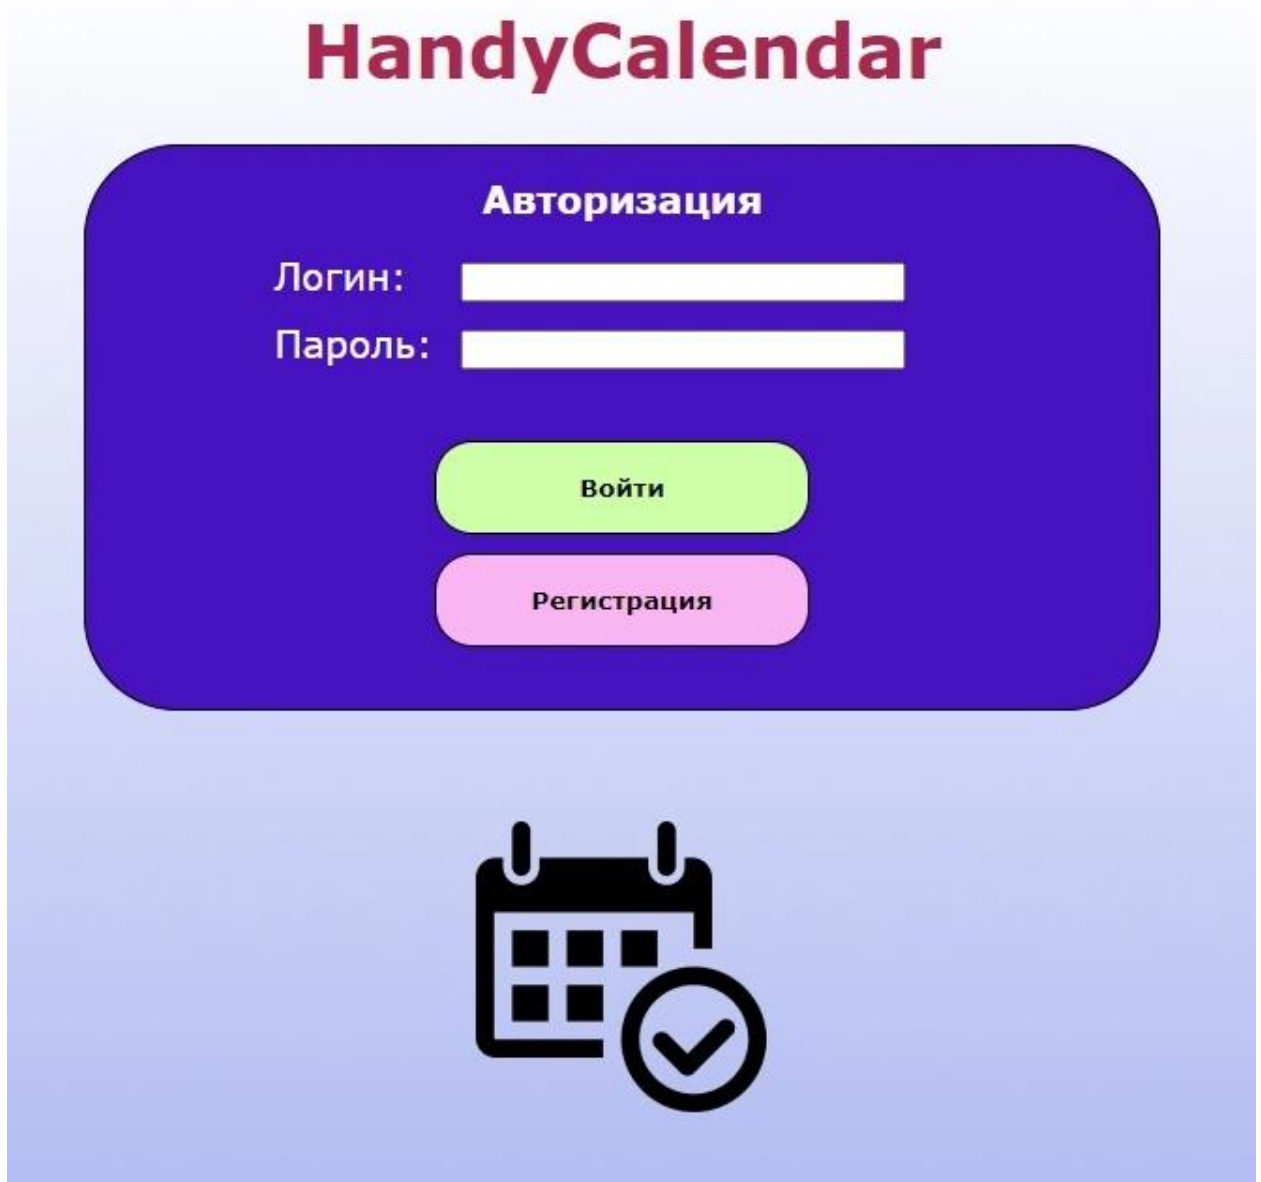 HandyCalendar
Авторизация
Логин:
Пароль:
Войти
Регистрация